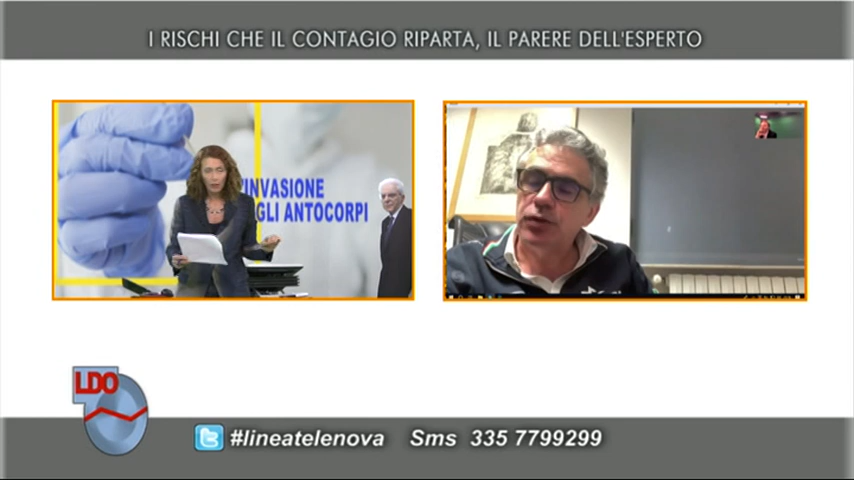 I RISCHI CHE IL CONTAGIO RIPARTA, IL PARERE DELL'ESPERTO
'INVASIONE
GLI ANTOCORPI
LDO
#lineatelenova Sms 335 7799299